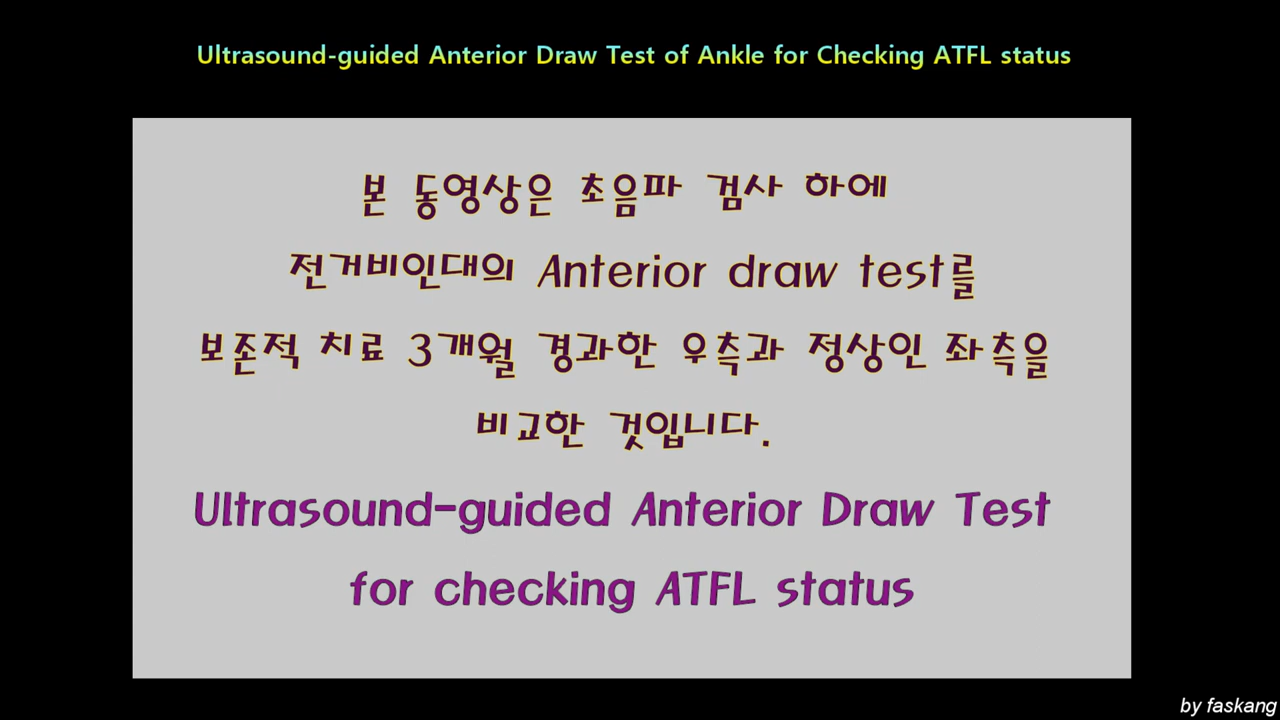 Ultrasound-guided Anterior Draw Test of Ankle for Checking ATFL status
본 동영상은 초음파 검사 하에
전거비인대의 Anterior draw test를
보존적 치료 3개월 경과한 우측과 정상인 좌측을
비교한 것입니다.
Ultrasound-guided Anterior Draw Test
for checking ATFL status
by faskang